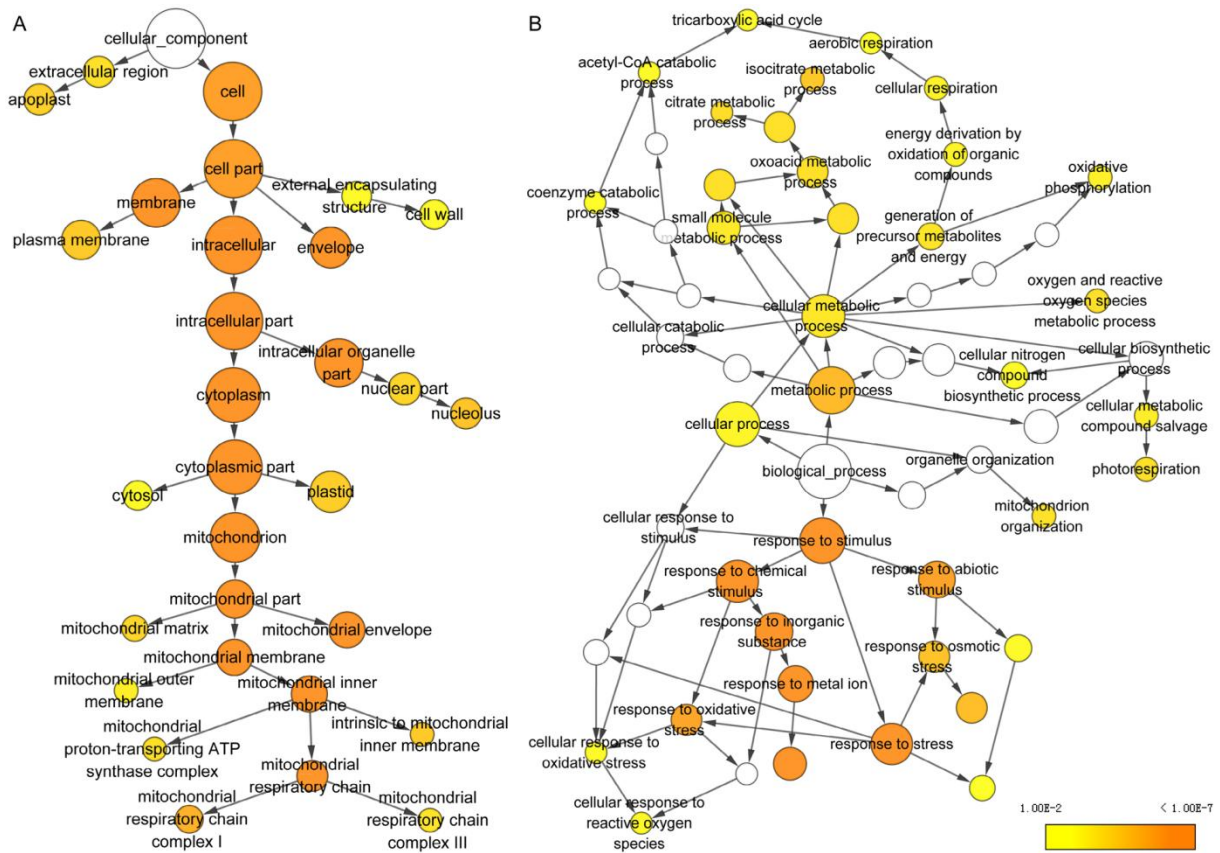 A
cellular_component
extracellular region
apoplast
cell
cell part
membrane
external encapsulating
structure
cell wall
plasma membrane
intracellular
envelope
intracellular part
intracellular organelle
part
nuclear part
nucleolus
cytoplasm
cytoplasmic part
cytosol
plastid
mitochondrion
mitochondrial part
mitochondrial matrix
mitochondrial envelope
mitochondrial membrane
mitochondrial outer
membrane
mitochondrial inner
membrane
mitochondrial
proton-transporting ATP
synthase complex
intrinsic to mitochondrial
inner membrane
mitochondrial
respiratory chain
mitochondrial
respiratory chain
complex I
mitochondrial
respiratory chain
complex III
B
tricarboxylic acid cycle
aerobic respiration
acetyl-CoA catabolic
process
isocitrate metabolic
process
cellular respiration
citrate metabolic
process
energy derivation by
oxidation of organic
compounds
oxoacid metabolic
process
oxidative
phosphorylation
coenzyme catabolic
process
small molecule
metabolic process
generation of
precursor metabolites
and energy
oxygen and reactive
oxygen species
metabolic process
cellular metabolic
process
cellular catabolic
process
cellular biosynthetic
process
cellular nitrogen
compound
biosynthetic process
metabolic process
cellular metabolic
compound salvage
cellular process
photorespiration
biological_process
organelle organization
mitochondrion
organization
cellular response to
stimulus
response to stimulus
response to chemical
stimulus
response to abiotic
stimulus
response to inorganic
substance
response to osmotic
stress
response to metal ion
response to oxidative
stress
response to stress
cellular response to
oxidative stress
cellular response to
reactive oxygen
species
1.00E-2
< 1.00E-7